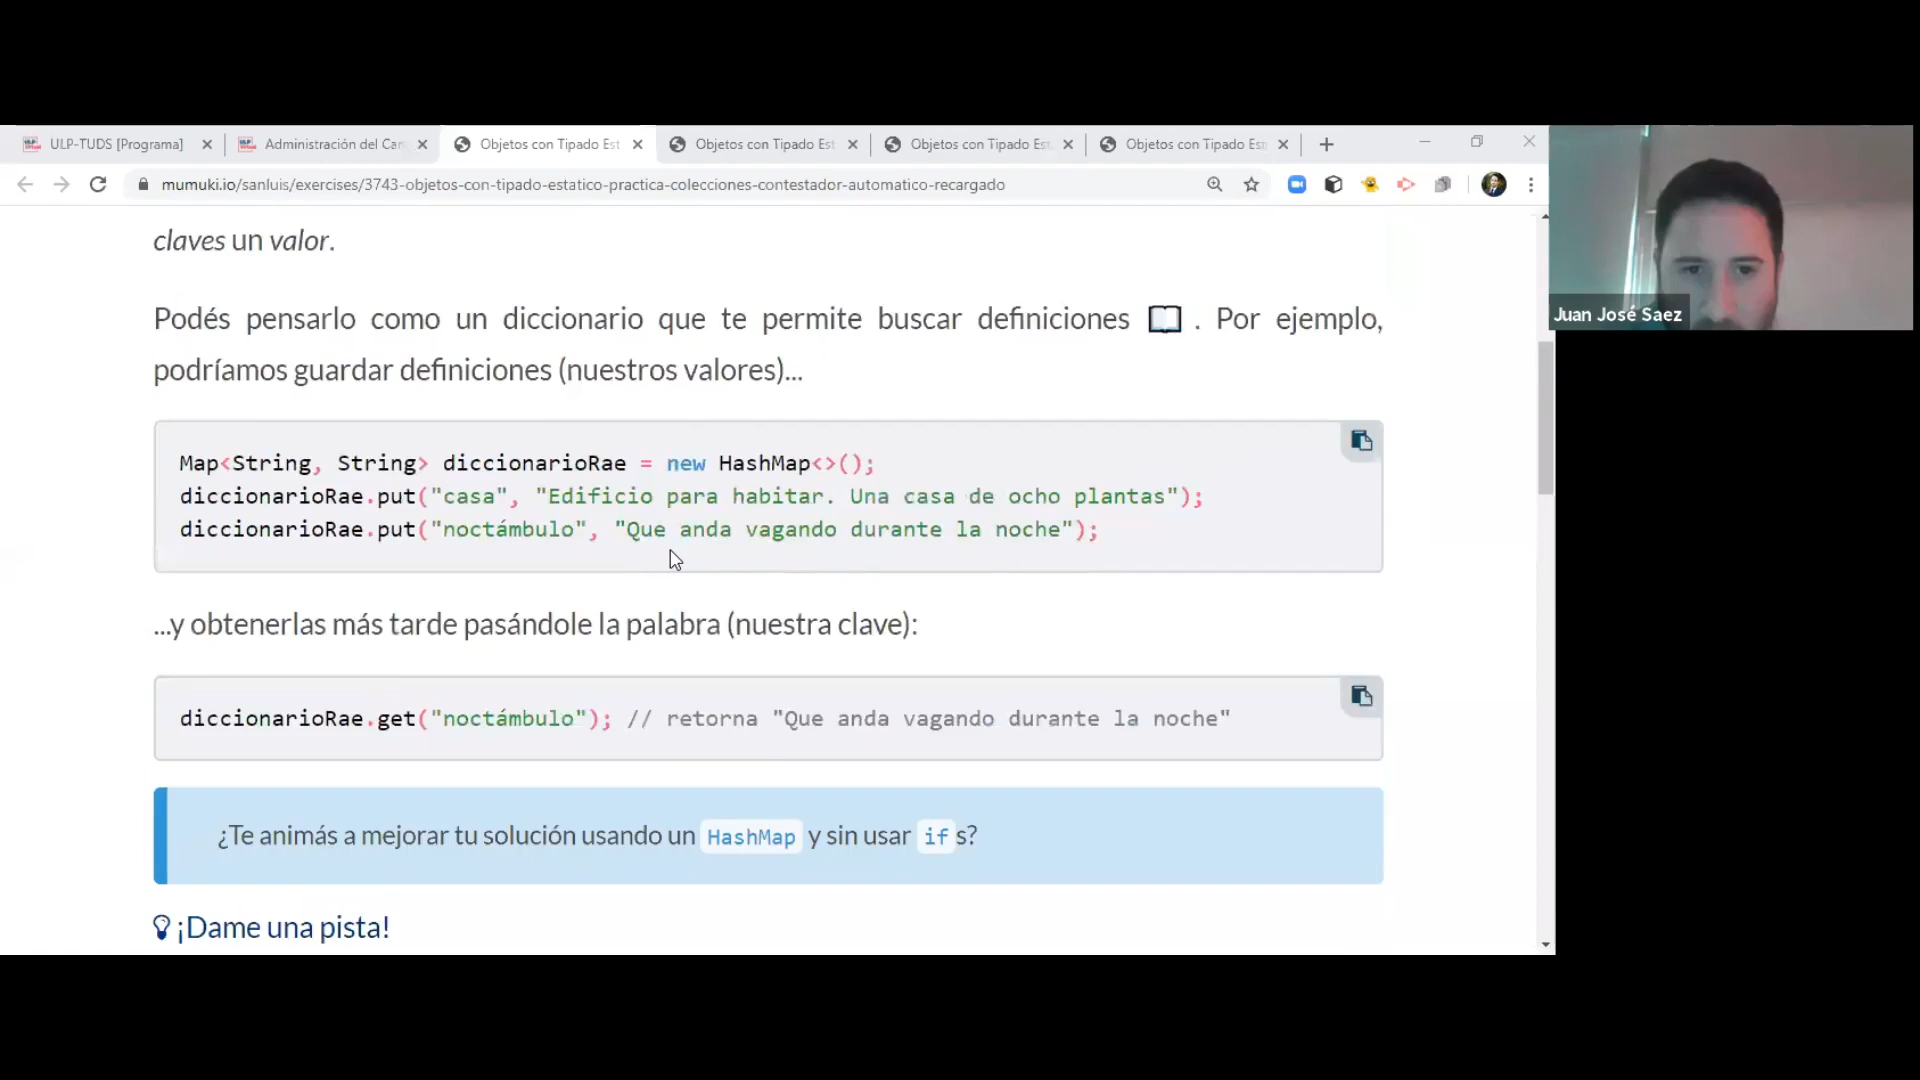 ULP-TUDS [Programa]
Administración del Can
Objetos con Tipado Est
Objetos con Tipado Est
Objetos con Tipado Est
Objetos con Tipado Est
mumuki.io/sanluis/exercises/3743-objetos-con-tipado-estatico-practica-colecciones-contestador-automatico-recargado
claves un valor.
Podés pensarlo como un diccionario que te permite buscar definiciones 📖 . Por ejemplo,
podríamos guardar definiciones (nuestros valores)...
Map<String, String> diccionarioRae = new HashMap<>();
diccionarioRae.put("casa", "Edificio para habitar. Una casa de ocho plantas");
diccionarioRae.put("noctámbulo", "Que anda vagando durante la noche");
...y obtenerlas más tarde pasándole la palabra (nuestra clave):
diccionarioRae.get("noctámbulo"); // retorna "Que anda vagando durante la noche"
¿Te animás a mejorar tu solución usando un HashMap y sin usar ifs?
¡Dame una pista!
Juan José Saez